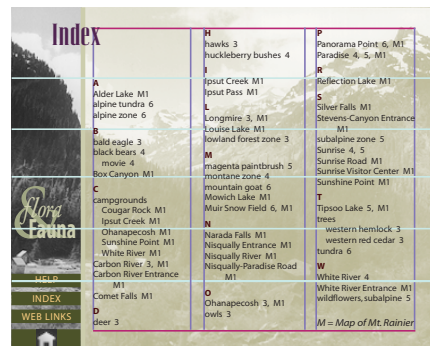 Index
A
Alder Lake M1
alpine tundra 6
alpine zone 6
B
bald eagle 3
black bears 4
movie 4
Box Canyon M1
C
campgrounds
Cougar Rock M1
Ipsut Creek M1
Ohanapecosh M1
Sunshine Point M1
White River M1
Carbon River 3, M1
Carbon River Entrance
M1
Comet Falls M1
D
deer 3
H
hawks 3
huckleberry bushes 4
I
Ipsut Creek M1
Ipsut Pass M1
L
Longmire 3, M1
Louise Lake M1
lowland forest zone 3
M
magenta paintbrush 5
montane zone 4
mountain goat 6
Mowich Lake M1
Muir Snow Field 6, M1
N
Narada Falls M1
Nisqually Entrance M1
Nisqually River M1
Nisqually-Paradise Road
M1
O
Ohanapecosh 3, M1
owls 3
P
Panorama Point 6, M1
Paradise 4, 5, M1
R
Reflection Lake M1
S
Silver Falls M1
Stevens-Canyon Entrance
M1
subalpine zone 5
Sunrise 4, 5
Sunrise Road M1
Sunrise Visitor Center M1
Sunshine Point M1
T
Tipsoo Lake 5, M1
trees
western hemlock 3
western red cedar 3
tundra 6
W
White River 4
White River Entrance M1
wildflowers, subalpine 5
M = Map of Mt. Rainier
Flora
Fauna
HELP
INDEX
WEB LINKS